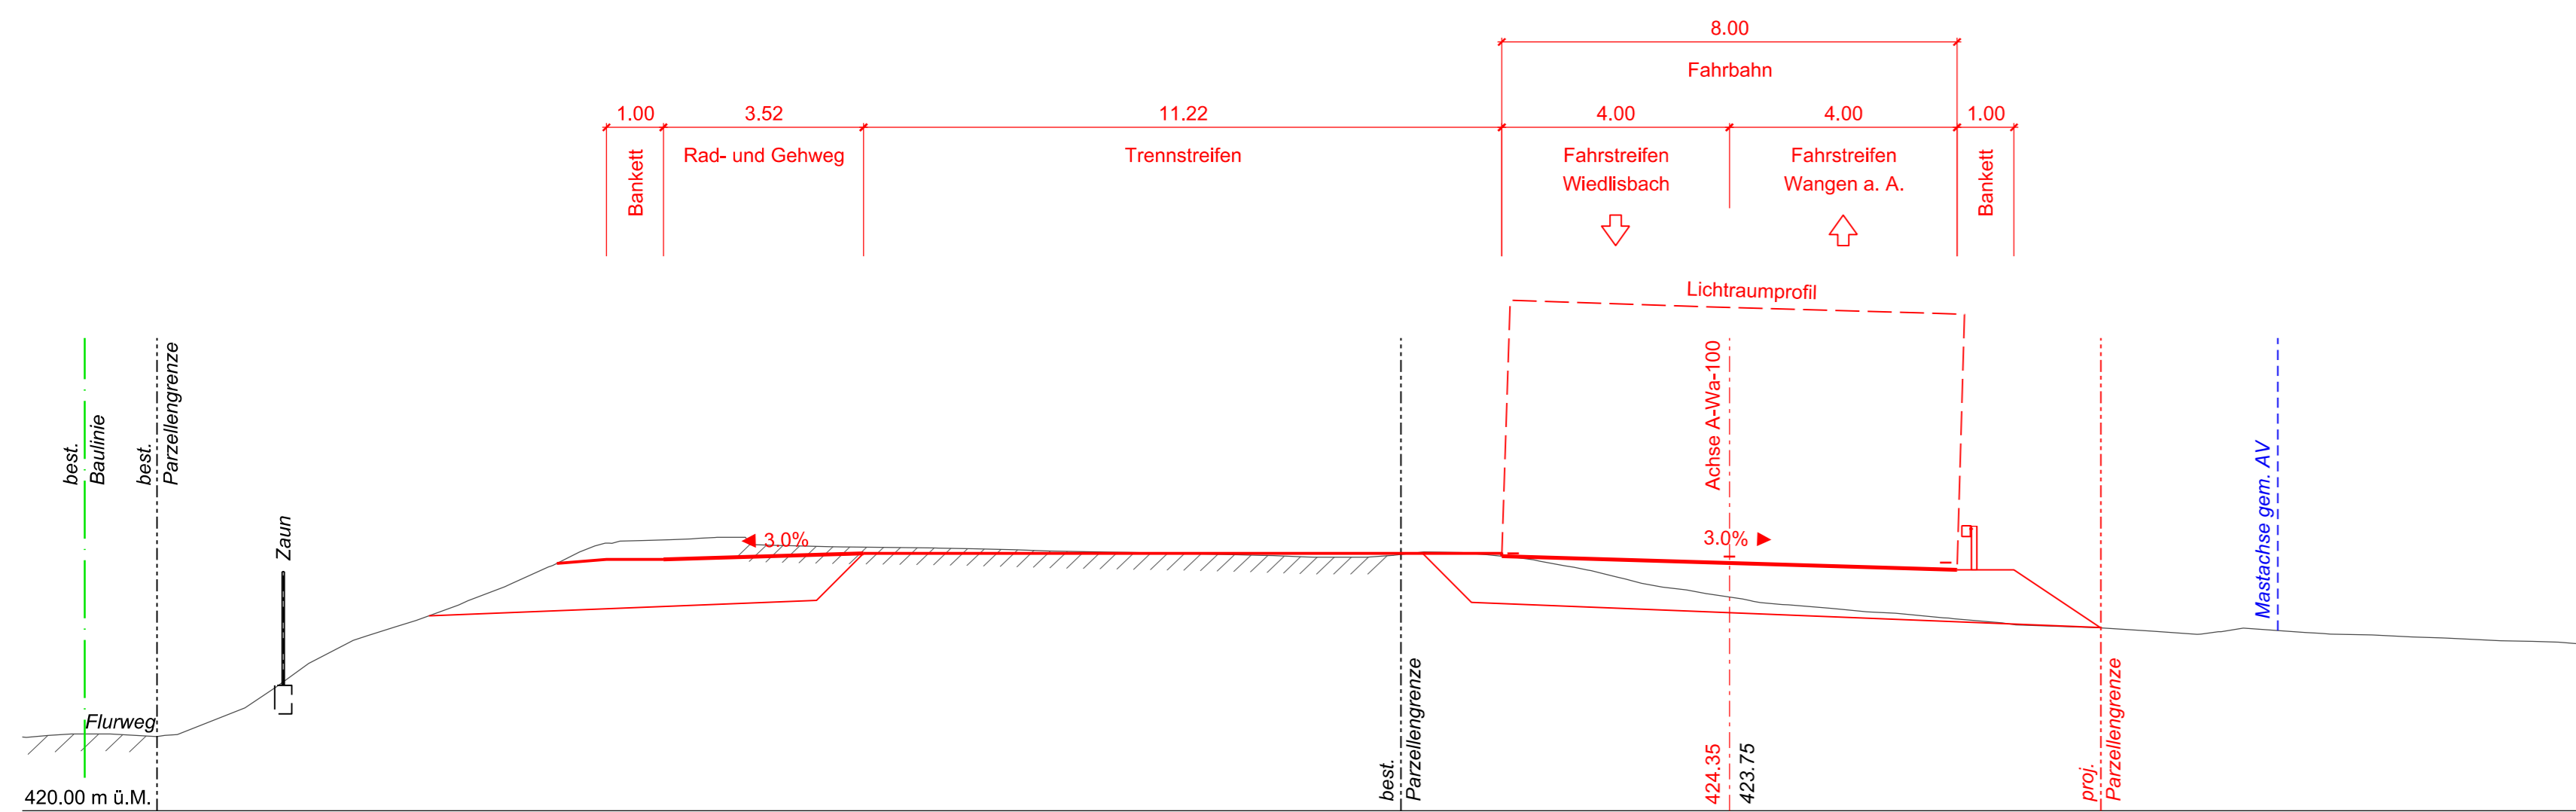 8.00
Fahrbahn
1.00
3.52
11.22
4.00
4.00
1.00
Bankett
Rad- und Gehweg
Trennstreifen
Fahrstreifen
Wiedlisbach
Fahrstreifen
Wangen a. A.
Bankett
Lichtraumprofil
best.
Baulinie
best.
Parzellengrenze
Zaun
3.0%
Achse A-Wa-100
3.0%
Mastachse gem. AV
Flurweg
best.
Parzellengrenze
424.35
423.75
proj.
Parzellengrenze
420.00 m ü.M.